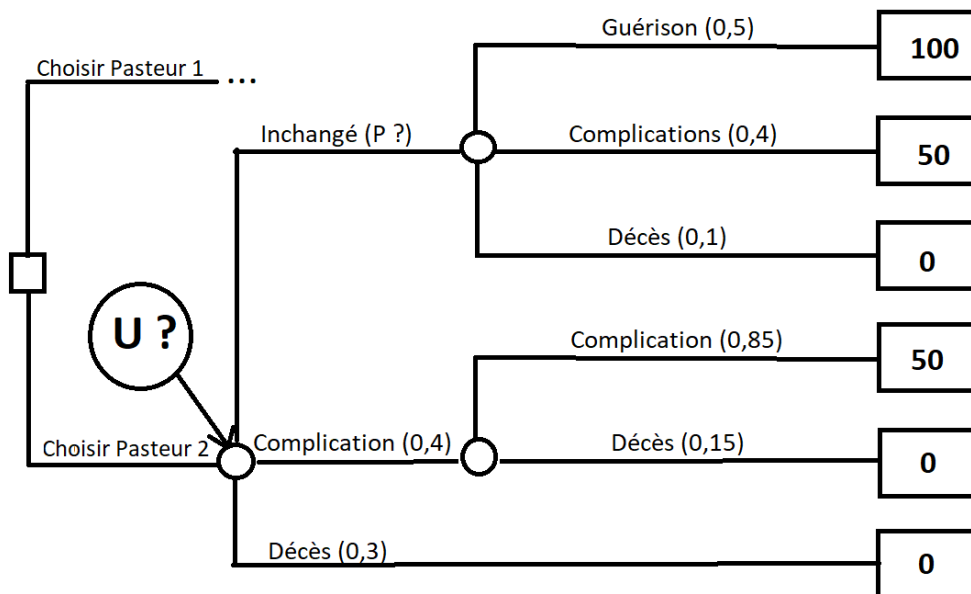 Guérison (0,5)
100
Choisir Pasteur 1 ...
Inchangé (P ?)
Complications (0,4)
50
Décès (0,1)
0
U ?
Complication (0,85)
50
Choisir Pasteur 2
Complication (0,4)
Décès (0,15)
0
Décès (0,3)
0